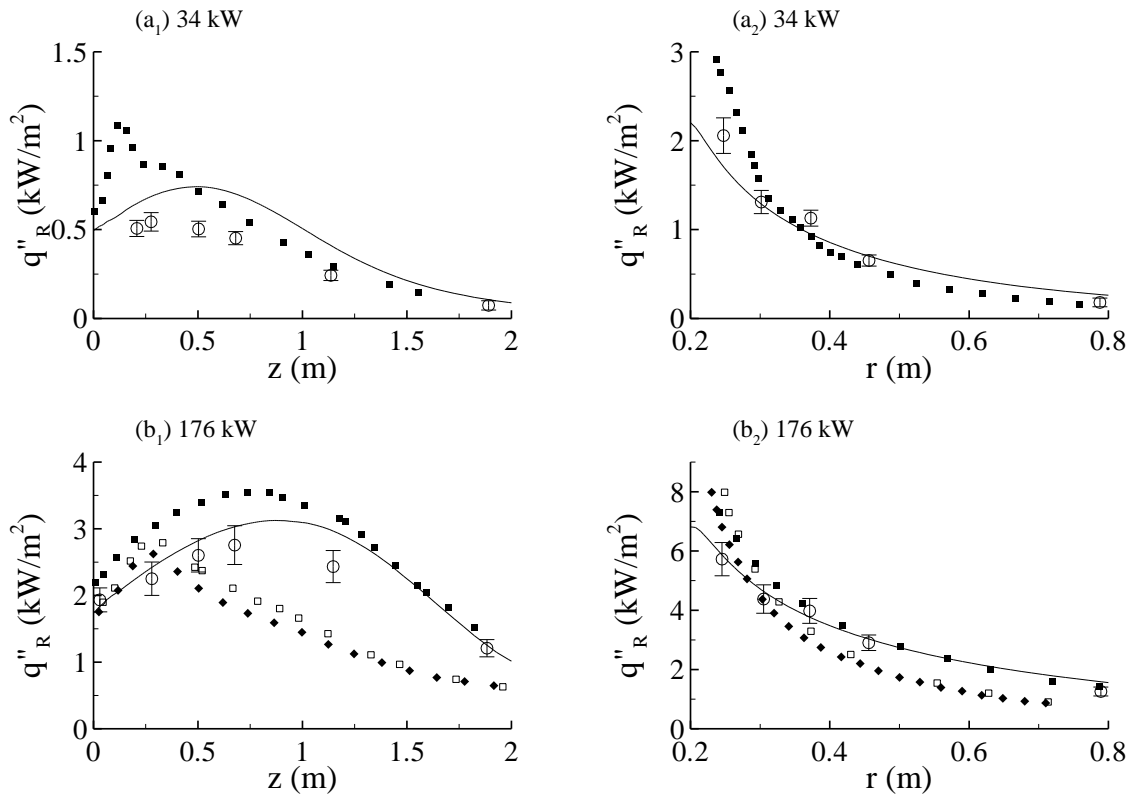 (a1) 34 kW
1.5
1
0.5
0
q"R (kW/m2)
0 0.5 1 1.5 2
z (m)
(a2) 34 kW
3
2
1
0
q"R (kW/m2)
0.2 0.4 0.6 0.8
r (m)
(b1) 176 kW
4
3
2
1
0
q"R (kW/m2)
0 0.5 1 1.5 2
z (m)
(b2) 176 kW
8
6
4
2
0
q"R (kW/m2)
0.2 0.4 0.6 0.8
r (m)